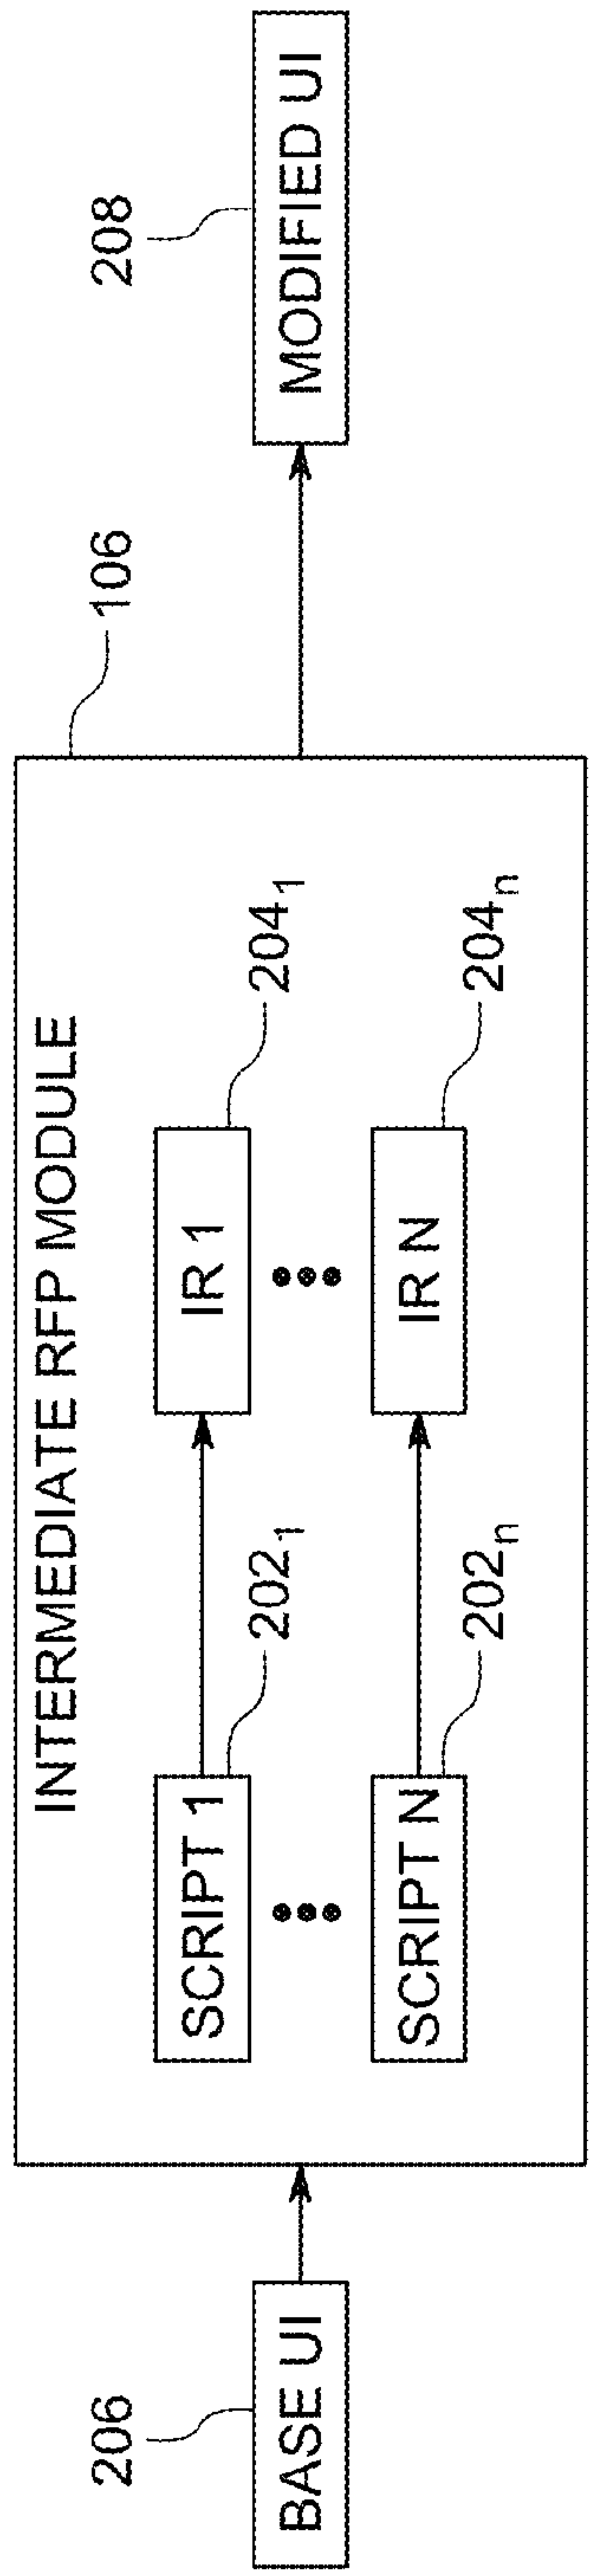 INTERMEDIATE RFP MODULE
106
206
208
BASE UI
SCRIPT 1
IR 1
MODIFIED UI
202₁
204₁
SCRIPT N
IR N
202ₙ
204ₙ